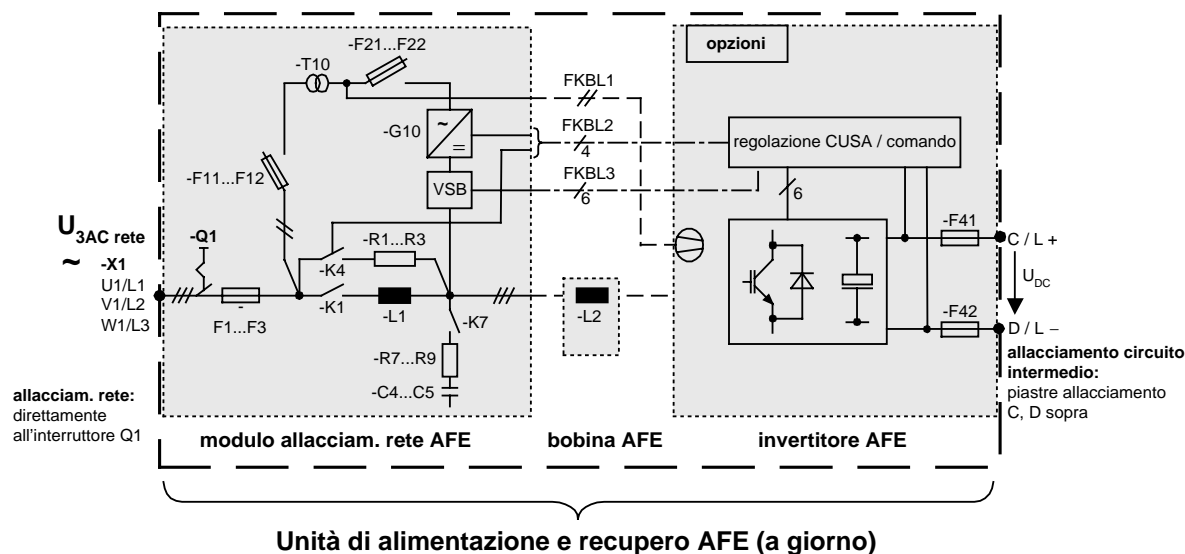 -F21...F22
opzioni
-T10
FKBL1
-G10
~
=
FKBL2
4
regolazione CUSA / comando
-F11...F12
VSB
FKBL3
6
6
U3AC rete
~
-X1
U1/L1
V1/L2
W1/L3
-Q1
-R1...R3
-K4
-F41
C / L +
UDC
-
F1...F3
-K1
-L1
-K7
-L2
-F42
D / L –
-R7...R9
-C4...C5
allacciamento circuito
intermedio:
piastre allacciamento
C, D sopra
allacciam. rete:
direttamente
all'interruttore Q1
modulo allacciam. rete AFE
bobina AFE
invertitore AFE
Unità di alimentazione e recupero AFE (a giorno)